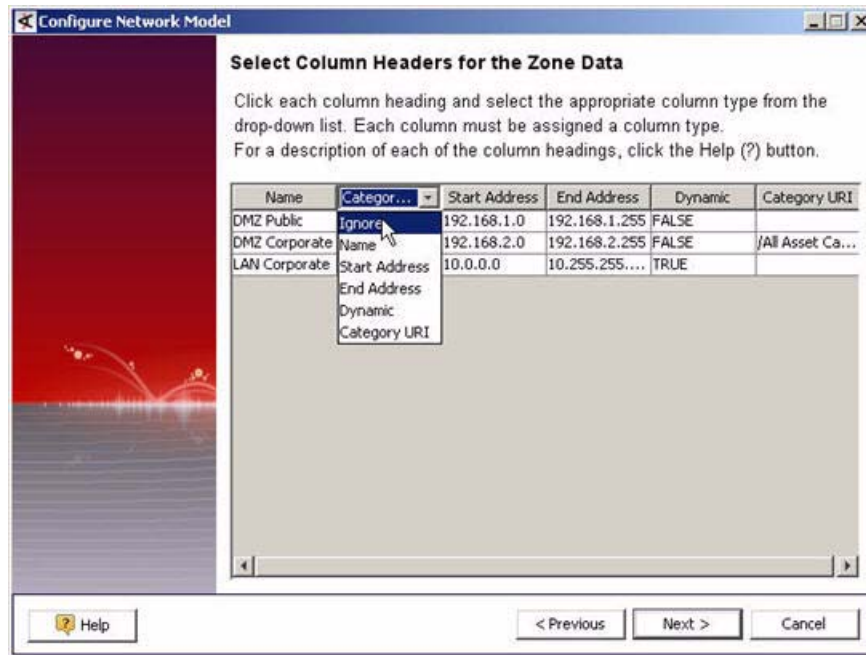 Configure Network Model
Select Column Headers for the Zone Data
Click each column heading and select the appropriate column type from the
drop-down list. Each column must be assigned a column type.
For a description of each of the column headings, click the Help (?) button.
Name Categor... Start Address End Address Dynamic Category URI
DMZ Public 192.168.1.0 192.168.1.255 FALSE
DMZ Corporate 192.168.2.0 192.168.2.255 FALSE /All Asset Ca...
LAN Corporate 10.0.0.0 10.255.255.... TRUE
Ignore
Name
Start Address
End Address
Dynamic
Category URI
Help
< Previous
Next >
Cancel